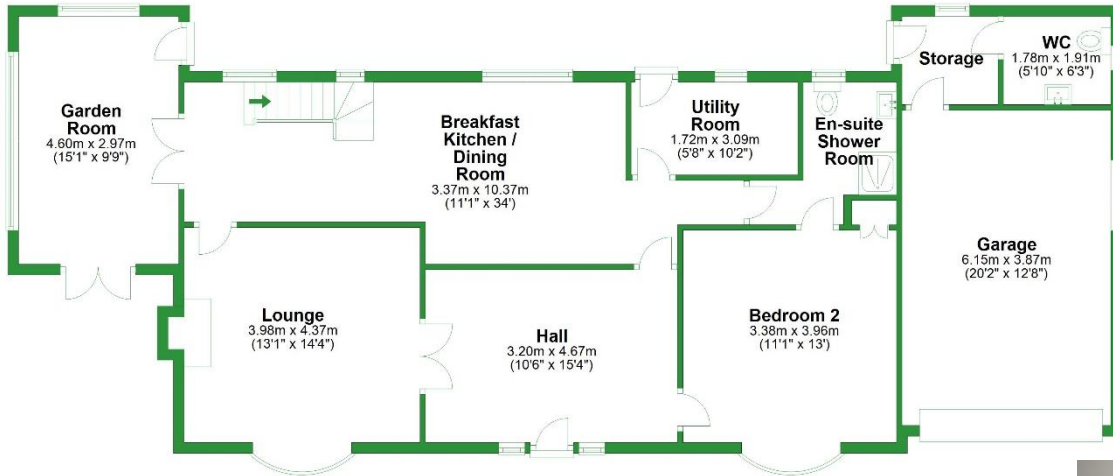 Garden
Room
4.60m x 2.97m
(15'1" x 9'9")
Breakfast
Kitchen /
Dining
Room
3.37m x 10.37m
(11'1" x 34')
Utility
Room
1.72m x 3.09m
(5'8" x 10'2")
En-suite
Shower
Room
Storage
WC
1.78m x 1.91m
(5'10" x 6'3")
Lounge
3.98m x 4.37m
(13'1" x 14'4")
Hall
3.20m x 4.67m
(10'6" x 15'4")
Bedroom 2
3.38m x 3.96m
(11'1" x 13')
Garage
6.15m x 3.87m
(20'2" x 12'8")